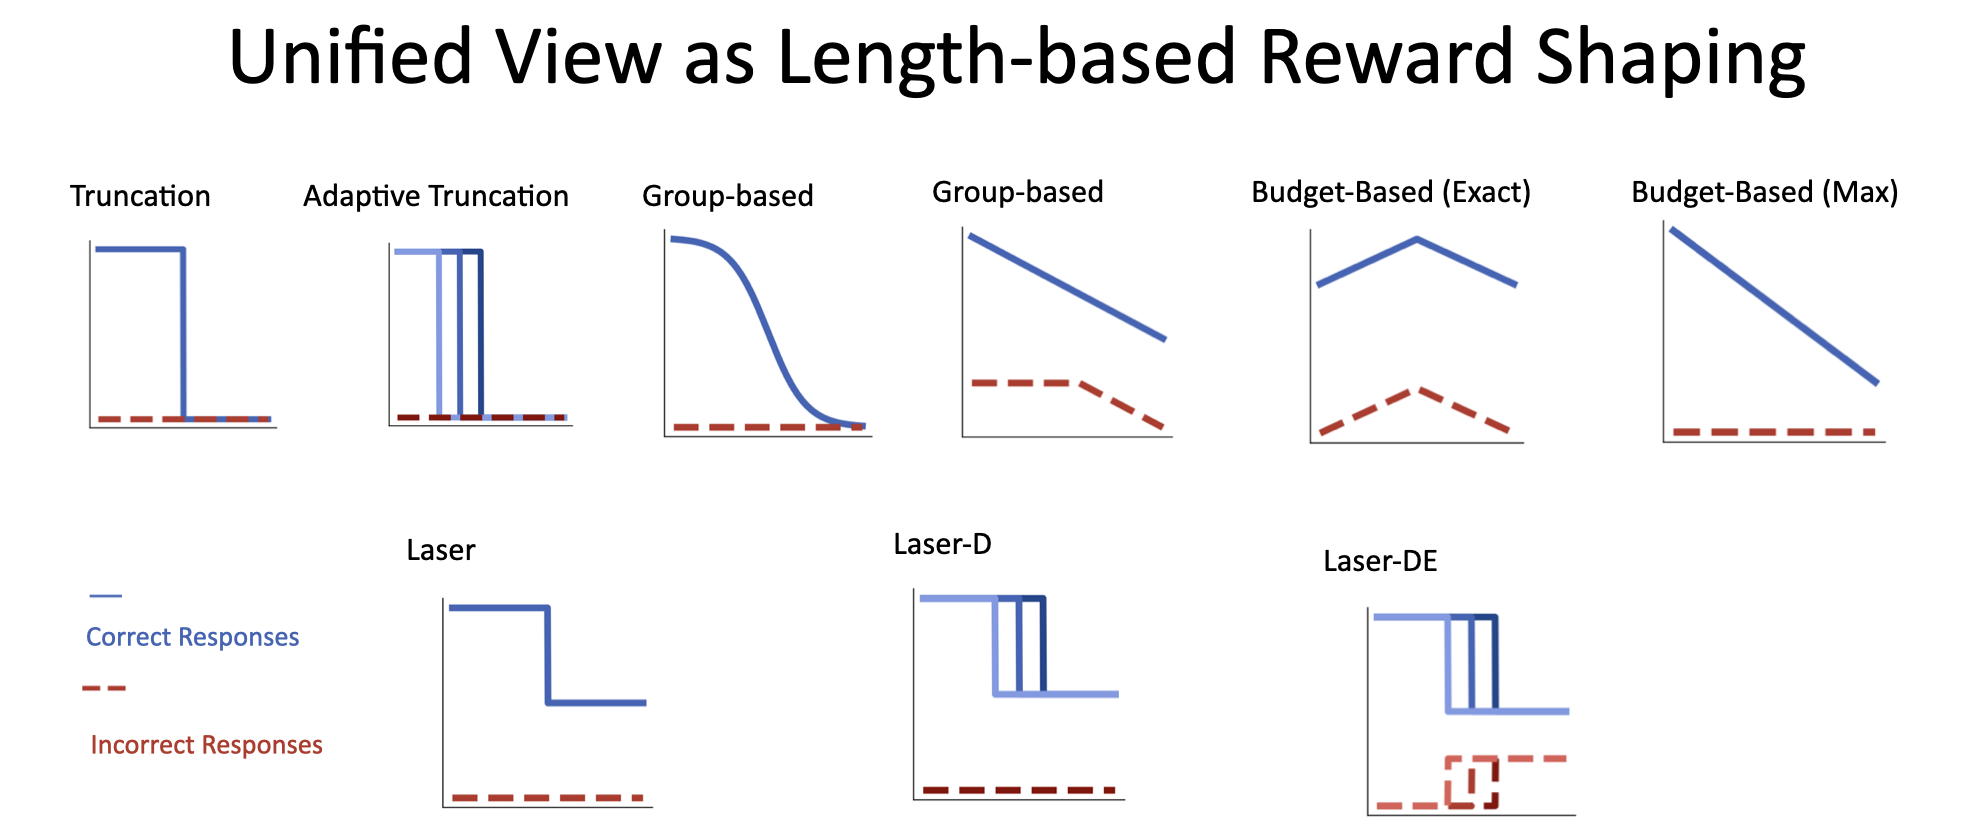 Unified View as Length-based Reward Shaping
Truncation
Adaptive Truncation
Group-based
Group-based
Budget-Based (Exact)
Budget-Based (Max)
Laser
Laser-D
Laser-DE
Correct Responses
Incorrect Responses